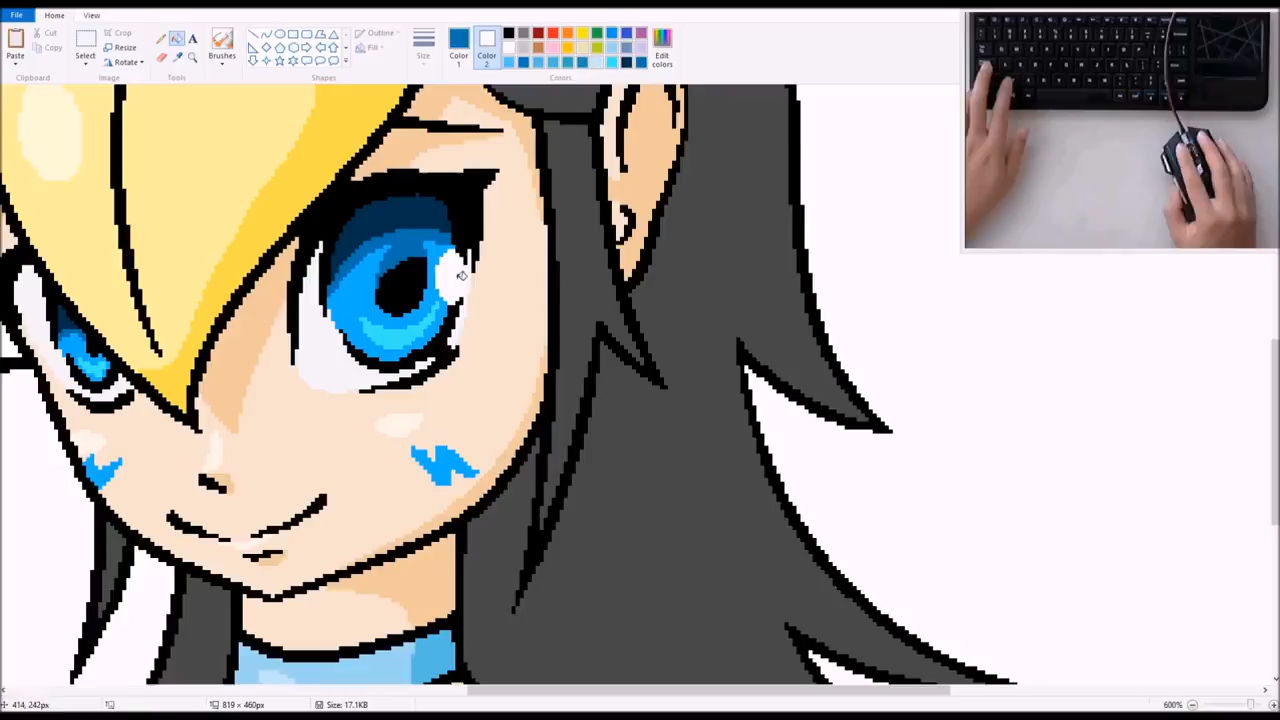 File Home View
Cut
Copy
Paste
Clipboard
Select
Crop
Resize
Rotate
Image
A
Tools
Brushes
Outline
Fill
Shapes
Size
Color 1
Color 2
Edit colors
Colors
414, 242px
819 × 460px
Size: 17.1KB
600%